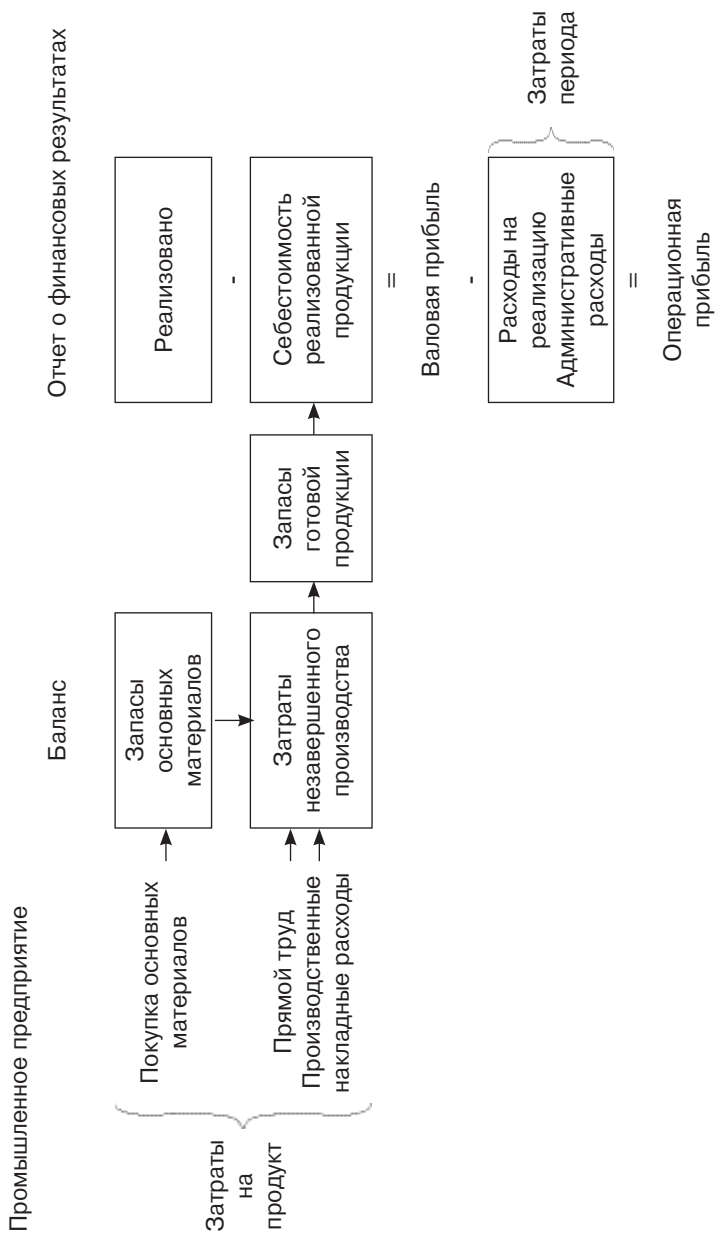 Промышленное предприятие
Баланс
Отчет о финансовых результатах
Затраты
на
продукт
Покупка основных
материалов
Запасы
основных
материалов
Реализовано
-
Прямой труд
Производственные
накладные расходы
Затраты
незавершенного
производства
Запасы
готовой
продукции
Себестоимость
реализованной
продукции
=
Валовая прибыль
-
Расходы на
реализацию
Административные
расходы
Затраты
периода
=
Операционная
прибыль